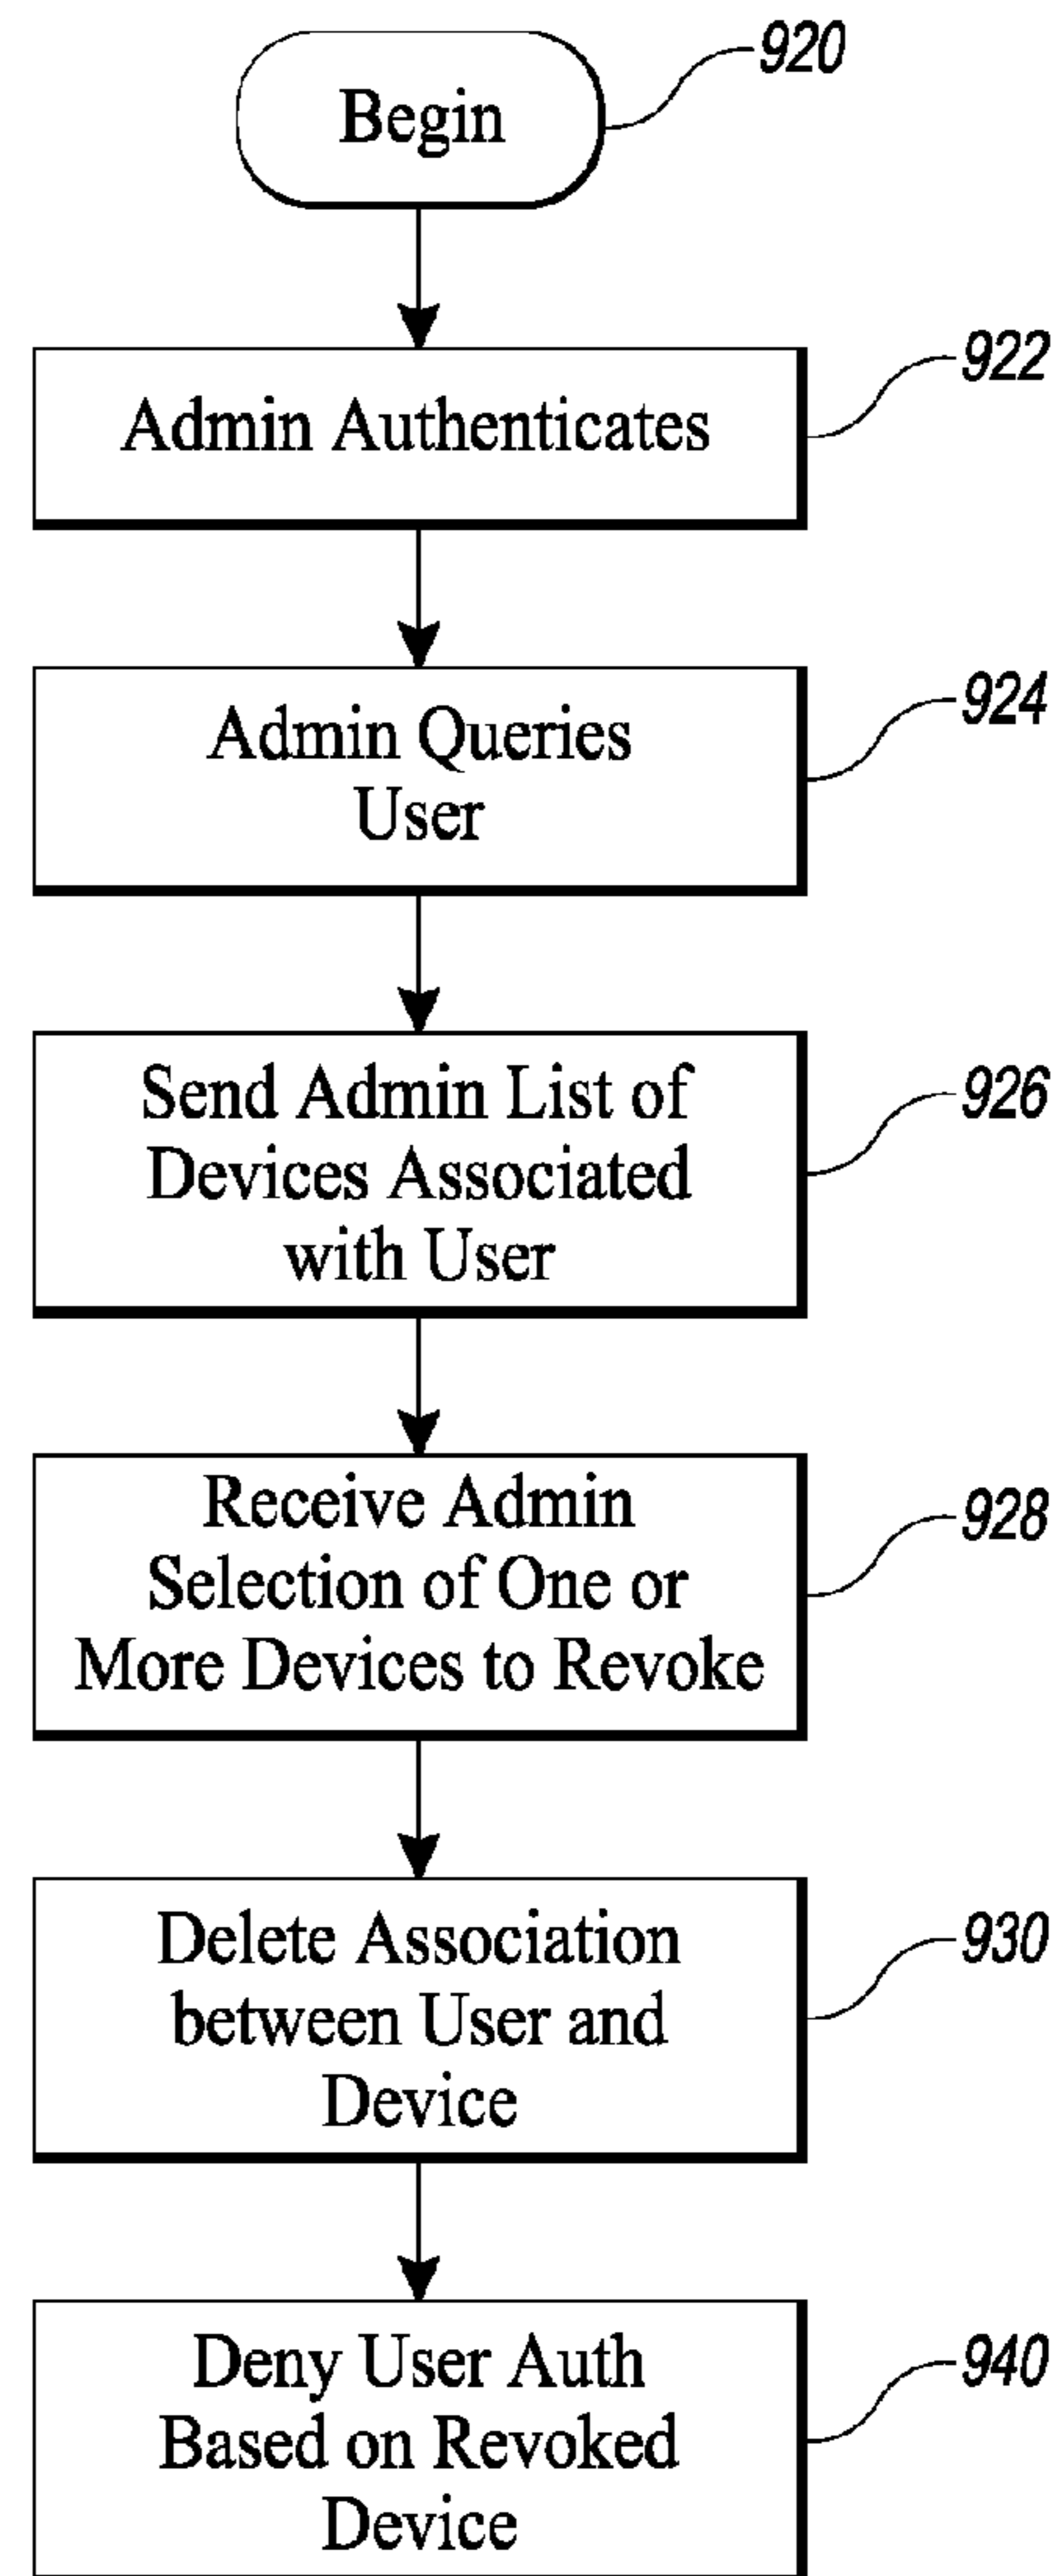 Begin
920
Admin Authenticates
922
Admin Queries
User
924
Send Admin List of
Devices Associated
with User
926
Receive Admin
Selection of One or
More Devices to Revoke
928
Delete Association
between User and
Device
930
Deny User Auth
Based on Revoked
Device
940